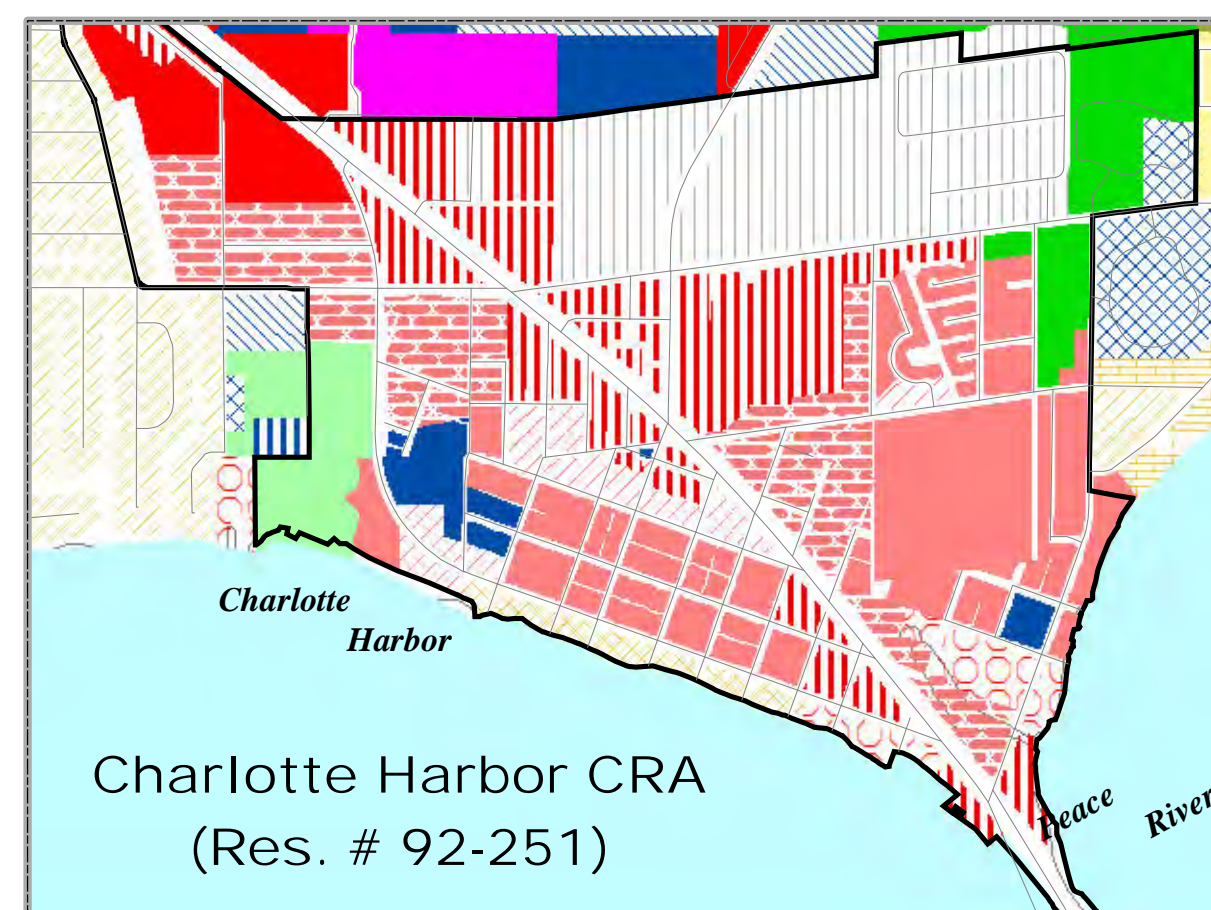 Charlotte
Harbor
Charlotte Harbor CRA
(Res. # 92-251)
Peace
River